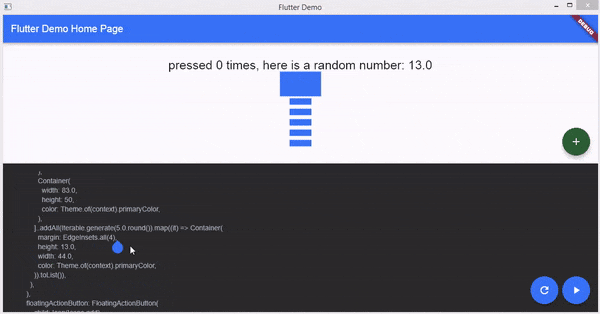 Flutter Demo
Flutter Demo Home Page
DEBUG
pressed 0 times, here is a random number: 13.0
),
Container(
width: 83.0,
height: 50,
color: Theme.of(context).primaryColor,
),
]..addAll(Iterable.generate(5.0.round()).map((it) => Container(
margin: EdgeInsets.all(4),
height: 13.0,
width: 44.0,
color: Theme.of(context).primaryColor,
)).toList()),
),
),
floatingActionButton: FloatingActionButton(